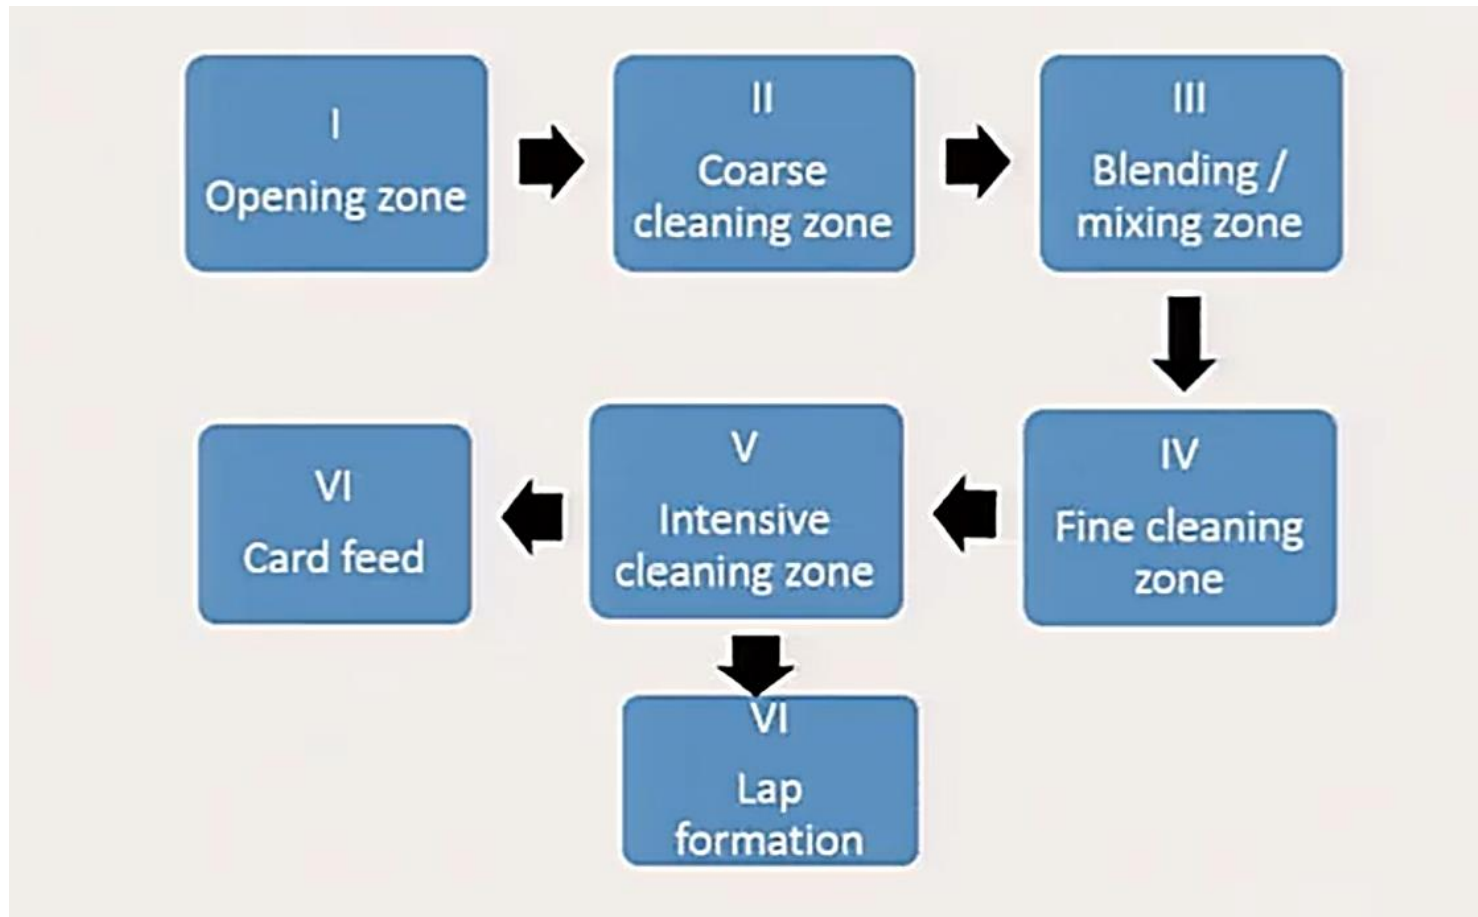 I
Opening zone
II
Coarse
cleaning zone
III
Blending /
mixing zone
IV
Fine cleaning
zone
V
Intensive
cleaning zone
VI
Card feed
VI
Lap
formation